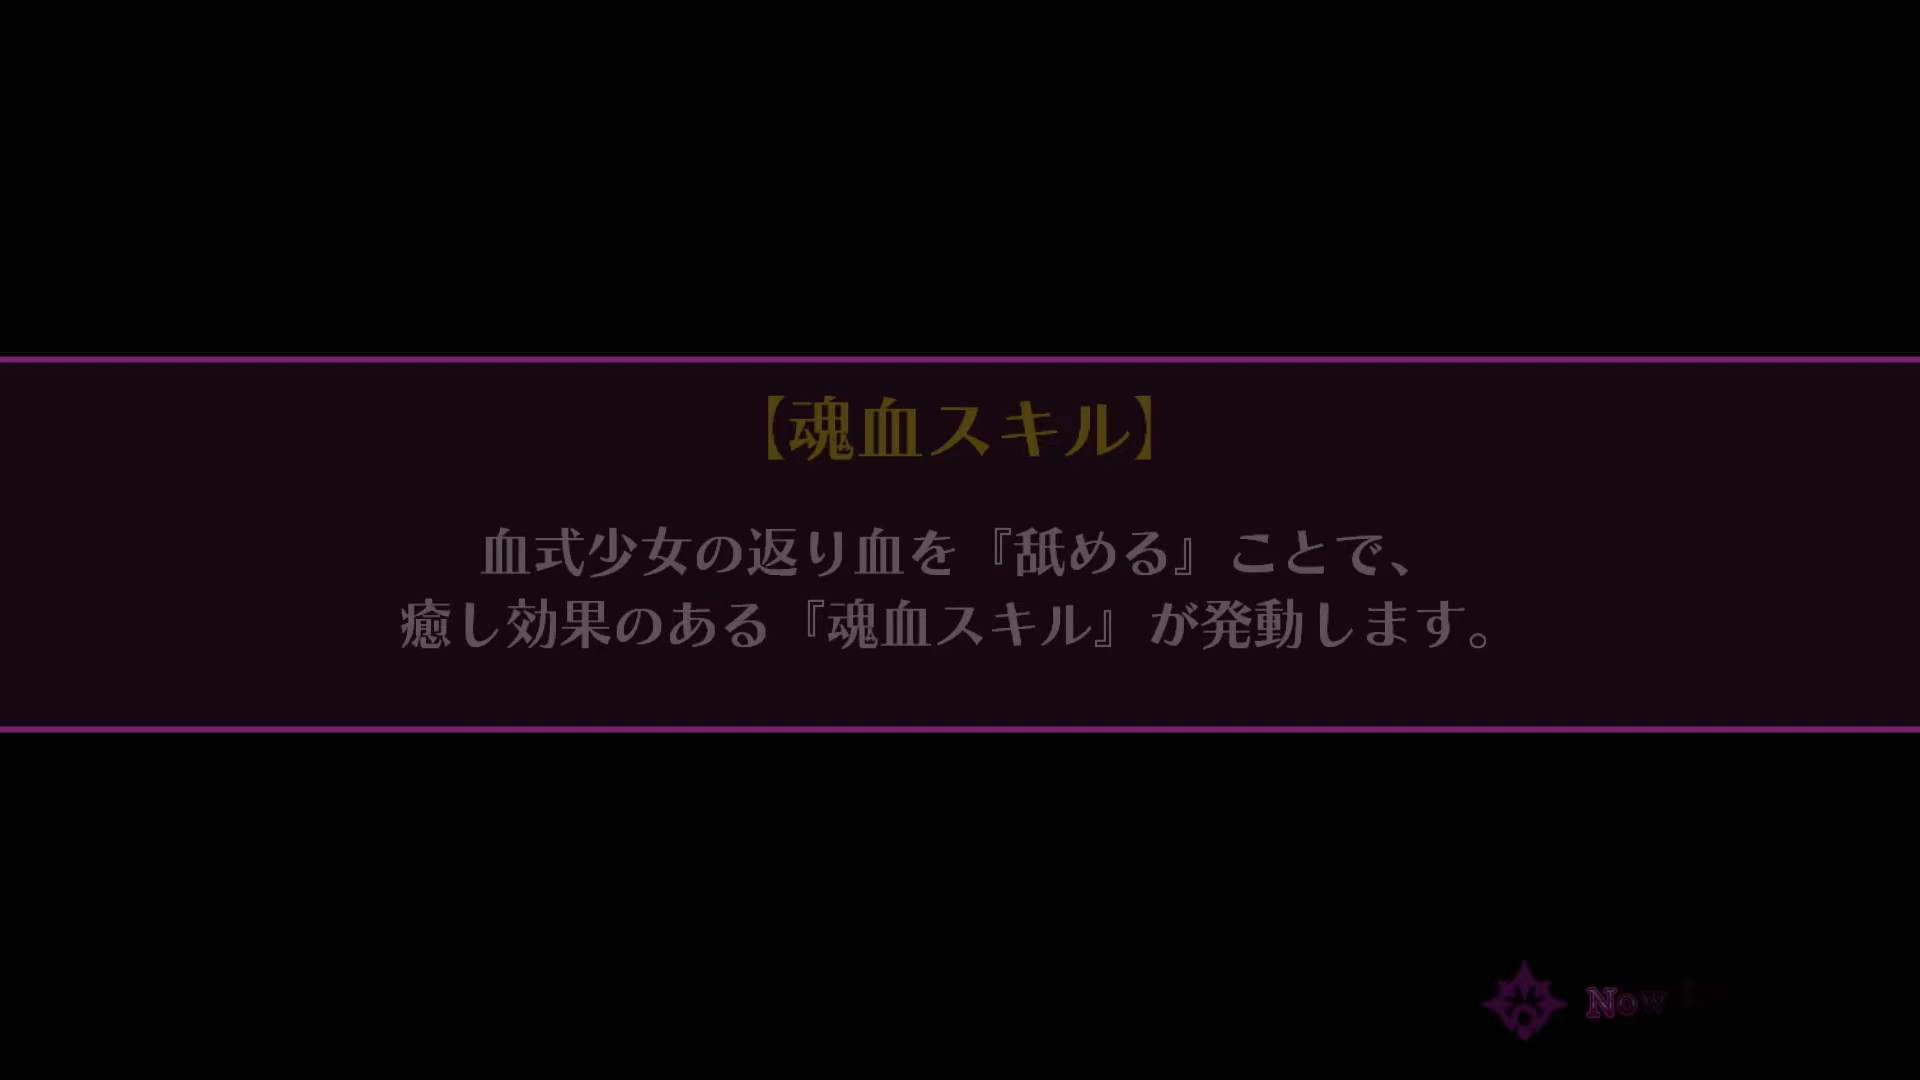 【魂血スキル】
血式少女の返り血を『舐める』ことで、
癒し効果のある『魂血スキル』が発動します。
Now